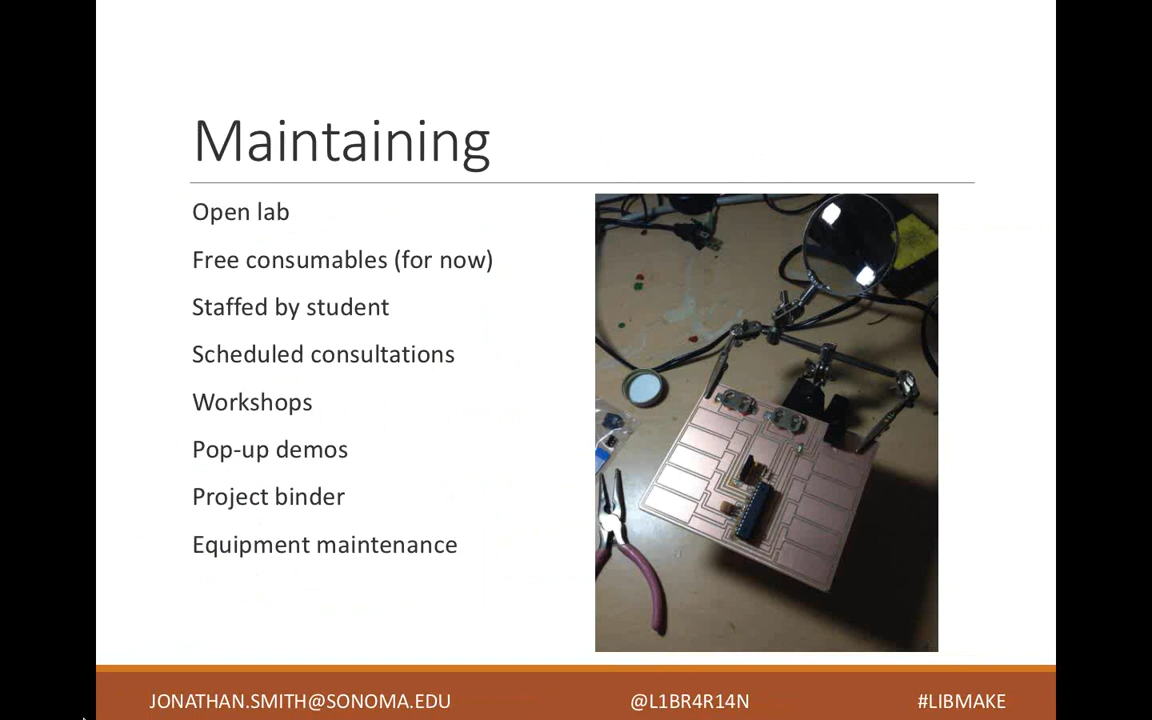 Maintaining
Open lab
Free consumables (for now)
Staffed by student
Scheduled consultations
Workshops
Pop-up demos
Project binder
Equipment maintenance
JONATHAN.SMITH@SONOMA.EDU
@L1BR4R14N
#LIBMAKE